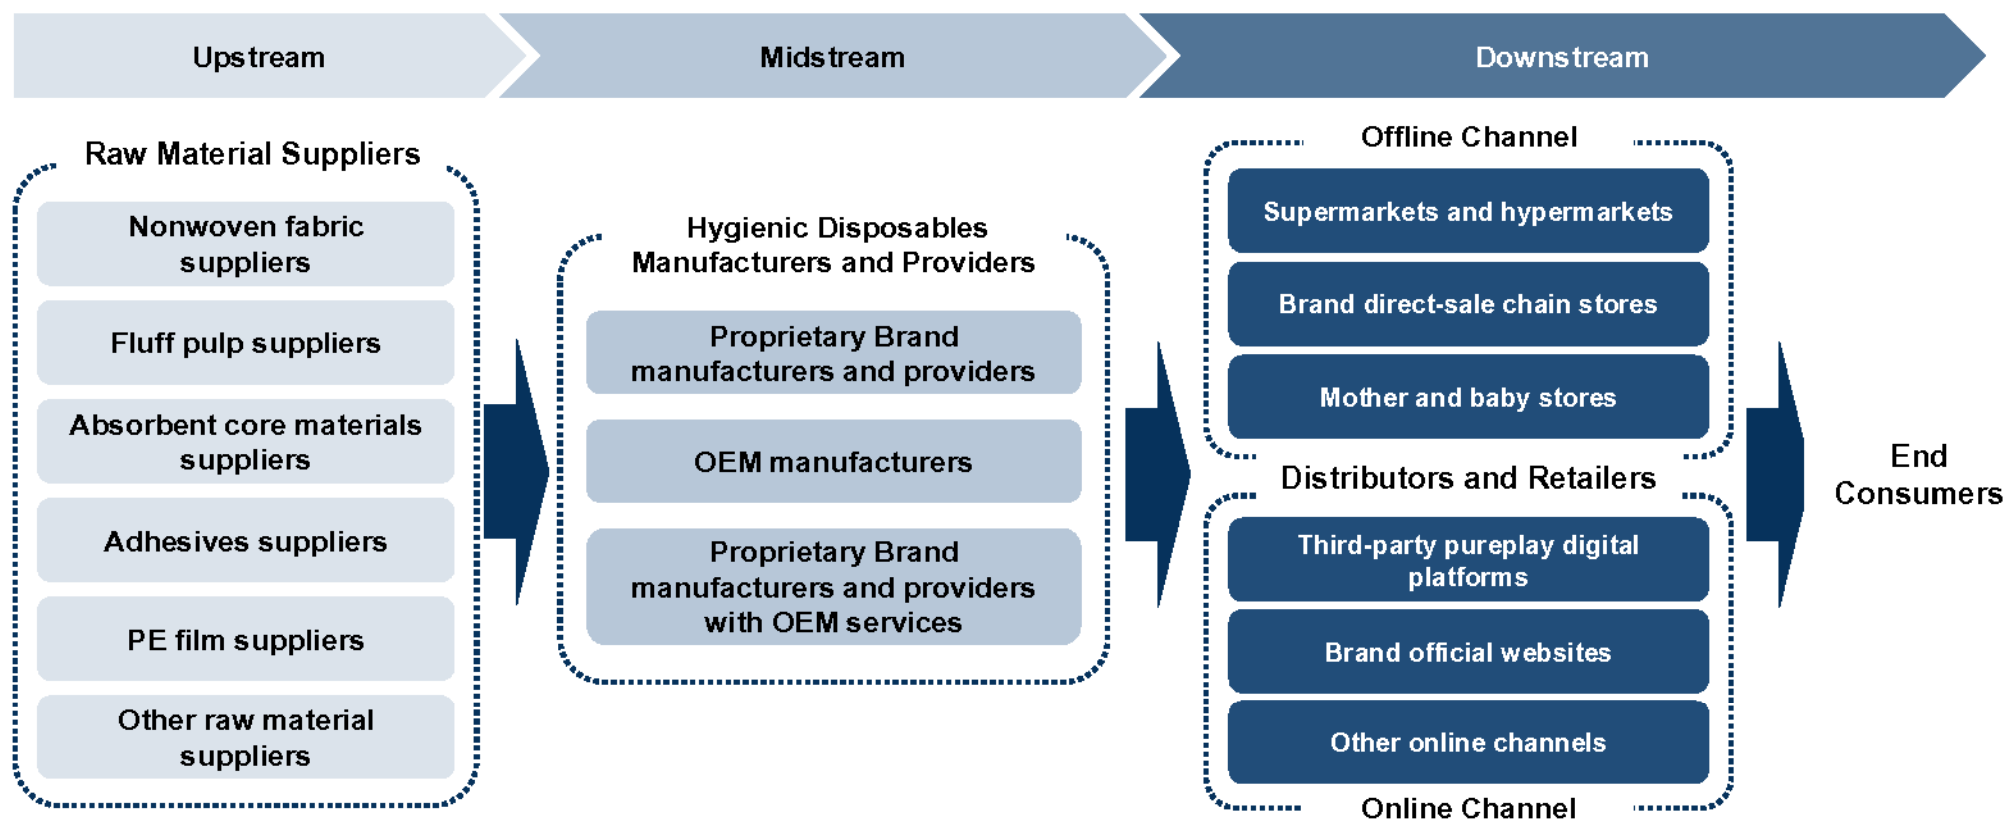 Upstream
Midstream
Downstream
Raw Material Suppliers
Nonwoven fabric
suppliers
Fluff pulp suppliers
Absorbent core materials
suppliers
Adhesives suppliers
PE film suppliers
Other raw material
suppliers
Hygienic Disposables
Manufacturers and Providers
Proprietary Brand
manufacturers and providers
OEM manufacturers
Proprietary Brand
manufacturers and providers
with OEM services
Offline Channel
Supermarkets and hypermarkets
Brand direct-sale chain stores
Mother and baby stores
Distributors and Retailers
Third-party pureplay digital
platforms
Brand official websites
Other online channels
Online Channel
End
Consumers